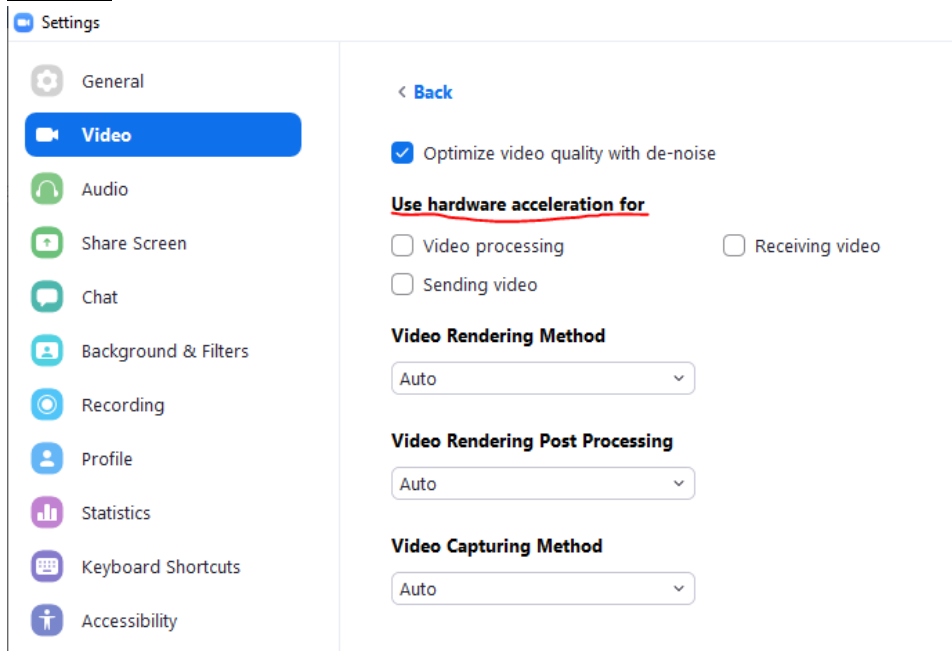 Settings
General
Video
Audio
Share Screen
Chat
Background & Filters
Recording
Profile
Statistics
Keyboard Shortcuts
Accessibility
Back
Optimize video quality with de-noise
Use hardware acceleration for
Video processing
Receiving video
Sending video
Video Rendering Method
Auto
Video Rendering Post Processing
Auto
Video Capturing Method
Auto